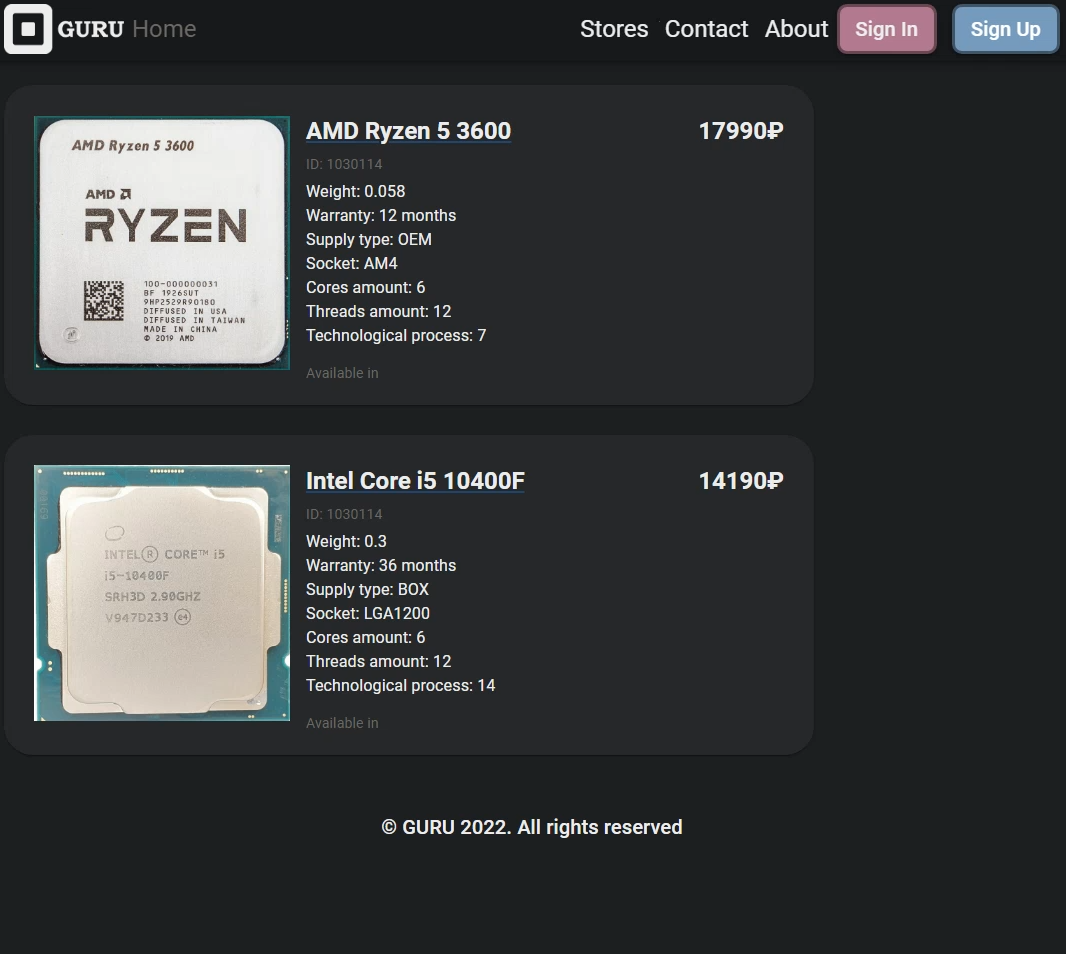 GURU Home
Stores Contact About Sign In Sign Up
AMD Ryzen 5 3600
AMD
RYZEN
100-000000031
BF 1926SUT
9HP2529R90180
DIFFUSED IN USA
DIFFUSED IN TAIWAN
MADE IN CHINA
© 2019 AMD
AMD Ryzen 5 3600 17990₽
ID: 1030114
Weight: 0.058
Warranty: 12 months
Supply type: OEM
Socket: AM4
Cores amount: 6
Threads amount: 12
Technological process: 7
Available in
INTEL® CORE™ i5
i5-10400F
SRH3D 2.90GHZ
V947D233 e4
Intel Core i5 10400F 14190₽
ID: 1030114
Weight: 0.3
Warranty: 36 months
Supply type: BOX
Socket: LGA1200
Cores amount: 6
Threads amount: 12
Technological process: 14
Available in
© GURU 2022. All rights reserved